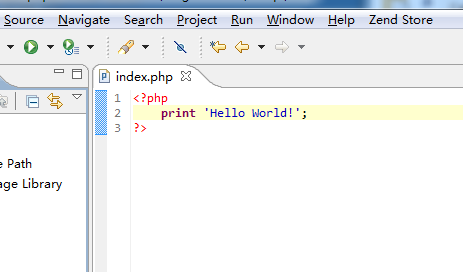 Source Navigate Search Project Run Window Help Zend Store
index.php
1 <?php
2 print 'Hello World!';
3 ?>
Path
age Library